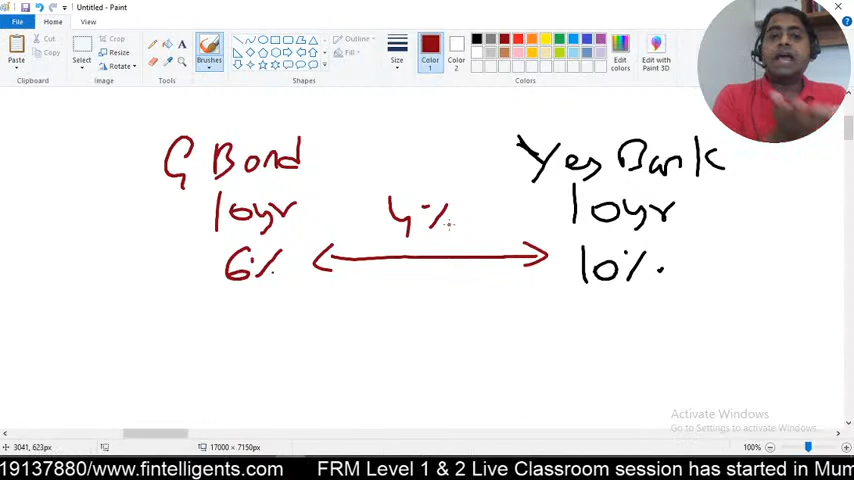 Untitled - Paint
File
Home
View
Paste
Cut
Copy
Clipboard
Select
Crop
Resize
Rotate
Image
A
Tools
Brushes
Shapes
Outline
Fill
Size
Color 1
Color 2
Colors
Edit colors
Edit with Paint 3D
G Bond
10yr
6%
4%
Yes Bank
10yr
10%.
Activate Windows
Go to Settings to activate Windows.
3041, 623px
17000 × 7150px
100%
19137880/www.fintelligents.com
FRM Level 1 & 2 Live Classroom session has started in Mum